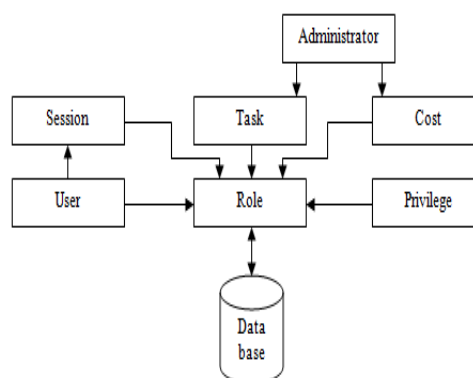 Administrator
Session
Task
Cost
User
Role
Privilege
Data
base